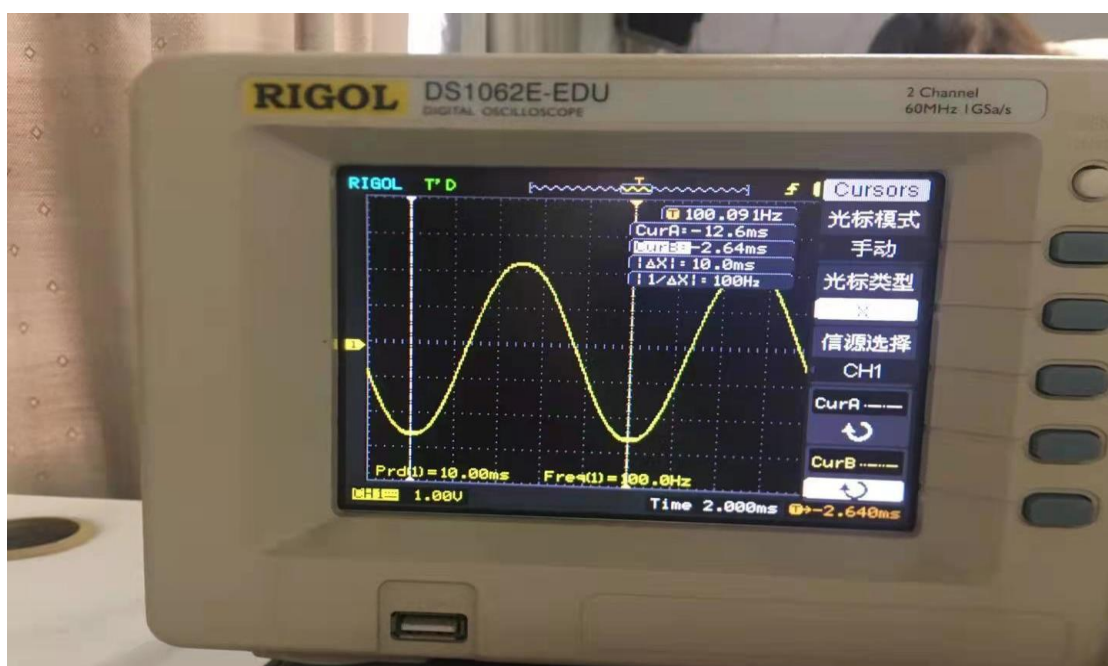 RIGOL DS1062E-EDU
DIGITAL OSCILLOSCOPE
2 Channel
60MHz 1GSa/s
RIGOL T'D
T
Cursors
T 100.091Hz
CurA=-12.6ms
CurB=-2.64ms
|ΔX|=10.0ms
|1/ΔX|=100Hz
光标模式
手动
光标类型
X
信源选择
CH1
CurA
CurB
1
Prd(1)=10.00ms Freq(1)=100.0Hz
CH1 1.00V
Time 2.000ms T→-2.640ms